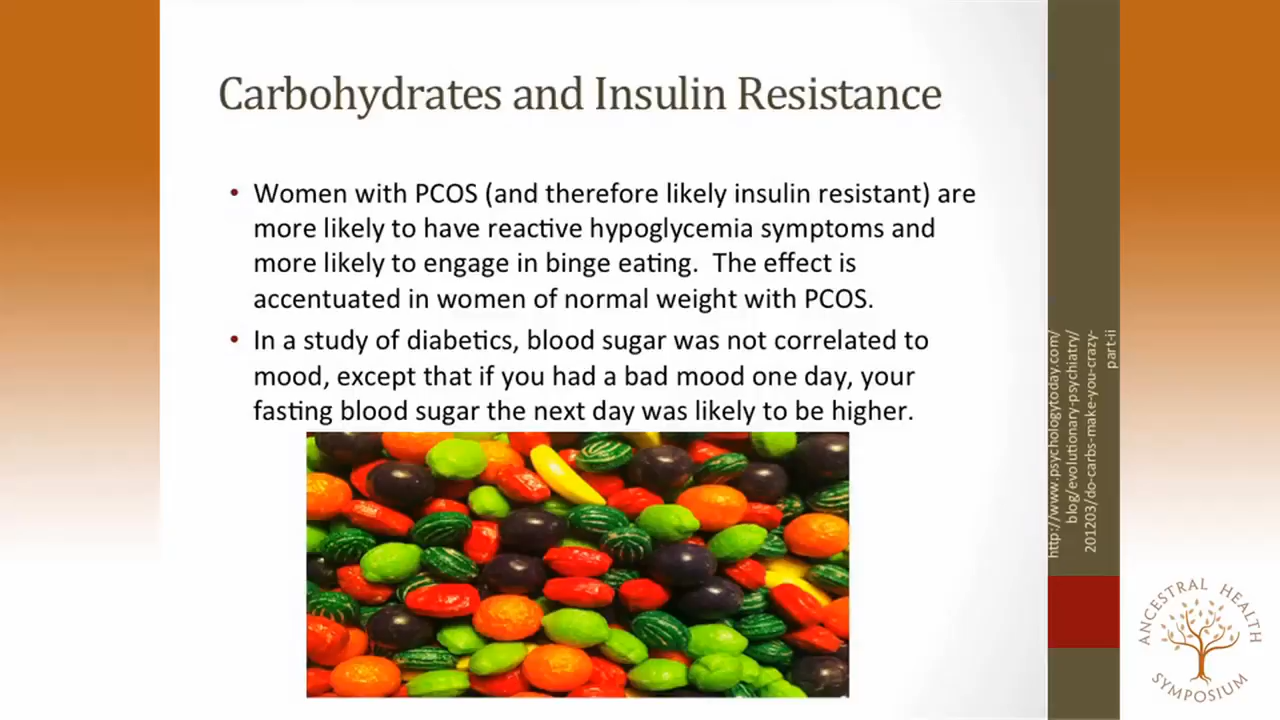 Carbohydrates and Insulin Resistance
• Women with PCOS (and therefore likely insulin resistant) are
more likely to have reactive hypoglycemia symptoms and
more likely to engage in binge eating.  The effect is
accentuated in women of normal weight with PCOS.
• In a study of diabetics, blood sugar was not correlated to
mood, except that if you had a bad mood one day, your
fasting blood sugar the next day was likely to be higher.
http://www.psychologytoday.com/
blog/evolutionary-psychiatry/
201203/do-carbs-make-you-crazy-
part-ii
ANCESTRAL HEALTH
SYMPOSIUM